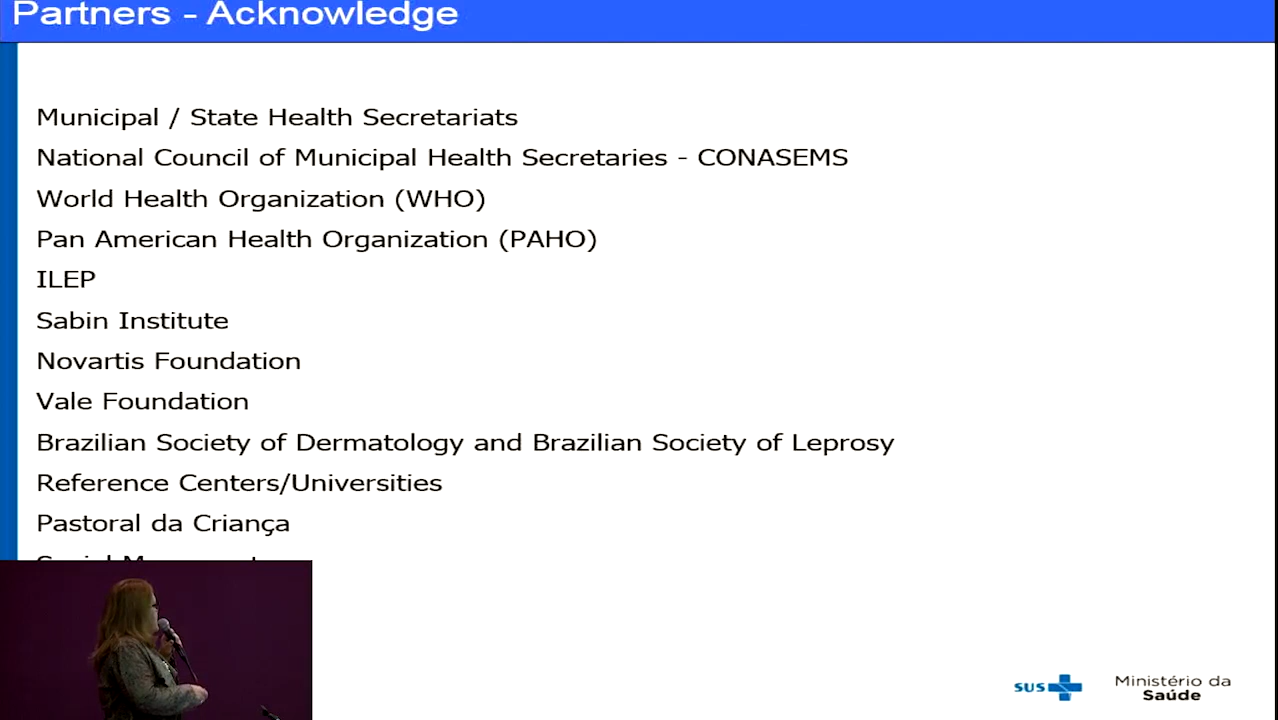 Partners - Acknowledge
Municipal / State Health Secretariats
National Council of Municipal Health Secretaries - CONASEMS
World Health Organization (WHO)
Pan American Health Organization (PAHO)
ILEP
Sabin Institute
Novartis Foundation
Vale Foundation
Brazilian Society of Dermatology and Brazilian Society of Leprosy
Reference Centers/Universities
Pastoral da Criança
SUS
Ministério da
Saúde